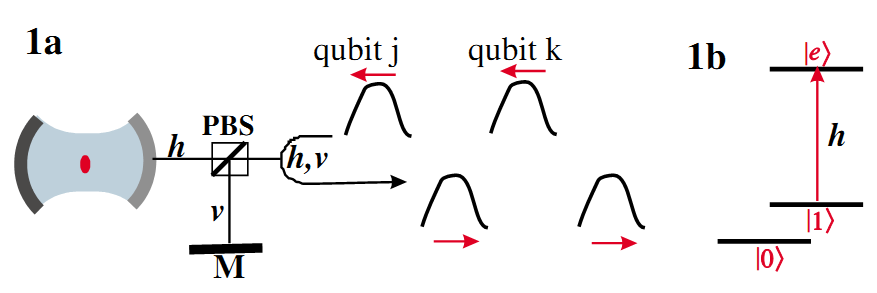 1a
qubit j
qubit k
1b
|e⟩
PBS
h
h,v
h
v
|1⟩
|0⟩
M